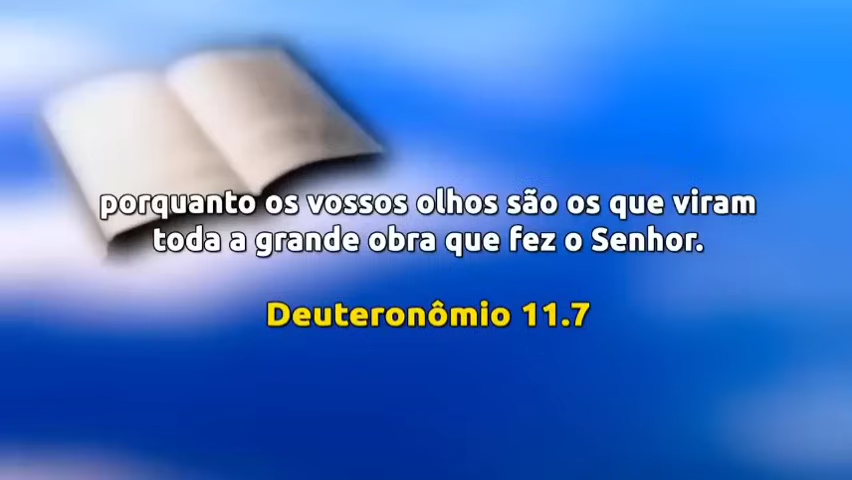 porquanto os vossos olhos são os que viram
toda a grande obra que fez o Senhor.
Deuteronômio 11.7